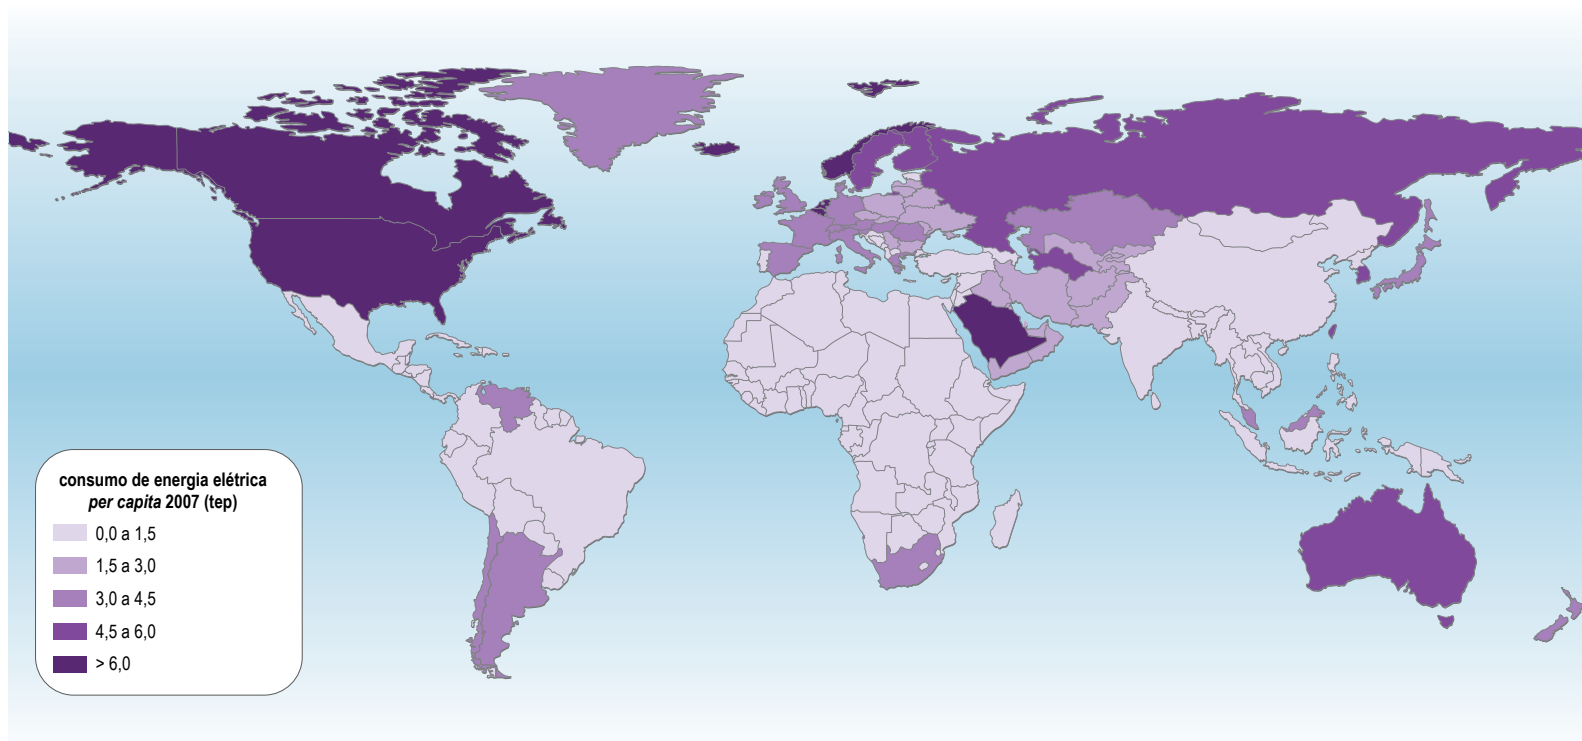 consumo de energia elétrica
per capita 2007 (tep)
0,0 a 1,5
1,5 a 3,0
3,0 a 4,5
4,5 a 6,0
> 6,0